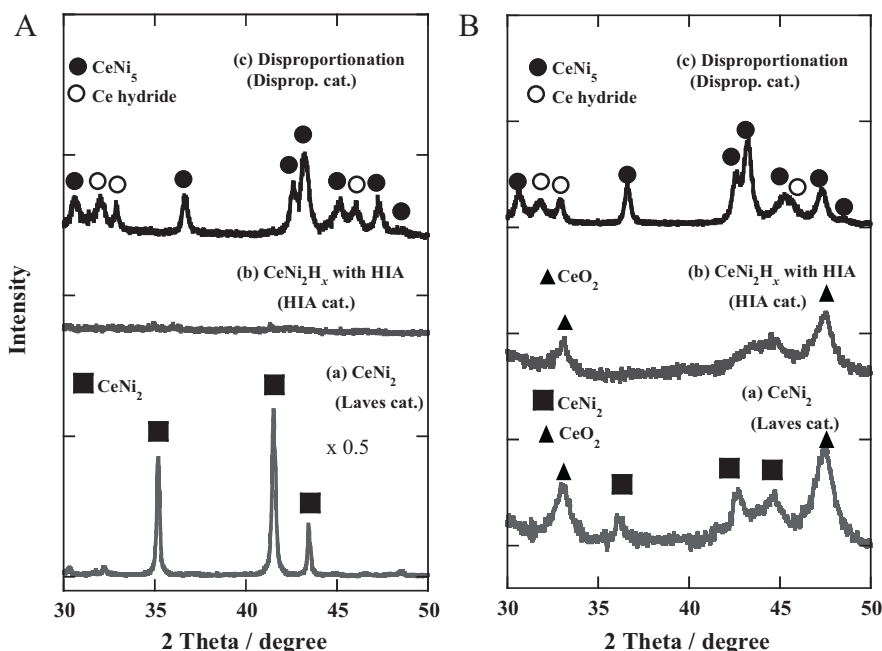 A
CeNi5
Ce hydride
(c) Disproportionation
(Disprop. cat.)
(b) CeNi2Hx with HIA
(HIA cat.)
CeNi2
(a) CeNi2
(Laves cat.)
x 0.5
Intensity
30 35 40 45 50
2 Theta / degree
B
CeNi5
Ce hydride
(c) Disproportionation
(Disprop. cat.)
CeO2
(b) CeNi2Hx with HIA
(HIA cat.)
CeNi2
CeO2
(a) CeNi2
(Laves cat.)
30 35 40 45 50
2 Theta / degree